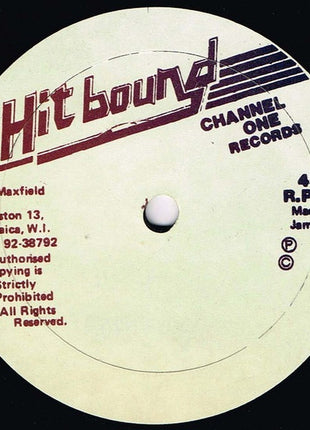 Hit bound
CHANNEL
ONE
RECORDS
Maxfield
ston 13,
aica, W.I.
92-38792
uthorised
pying is
Strictly
Prohibited
All Rights
Reserved.
4
R.P
Ma
Jam
Ⓟ
©